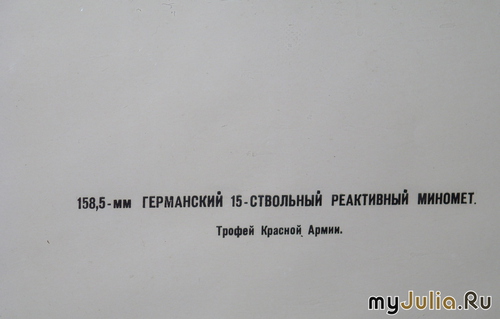 158,5-мм ГЕРМАНСКИЙ 15-СТВОЛЬНЫЙ РЕАКТИВНЫЙ МИНОМЕТ.
Трофей Красной Армии.
myJulia.Ru